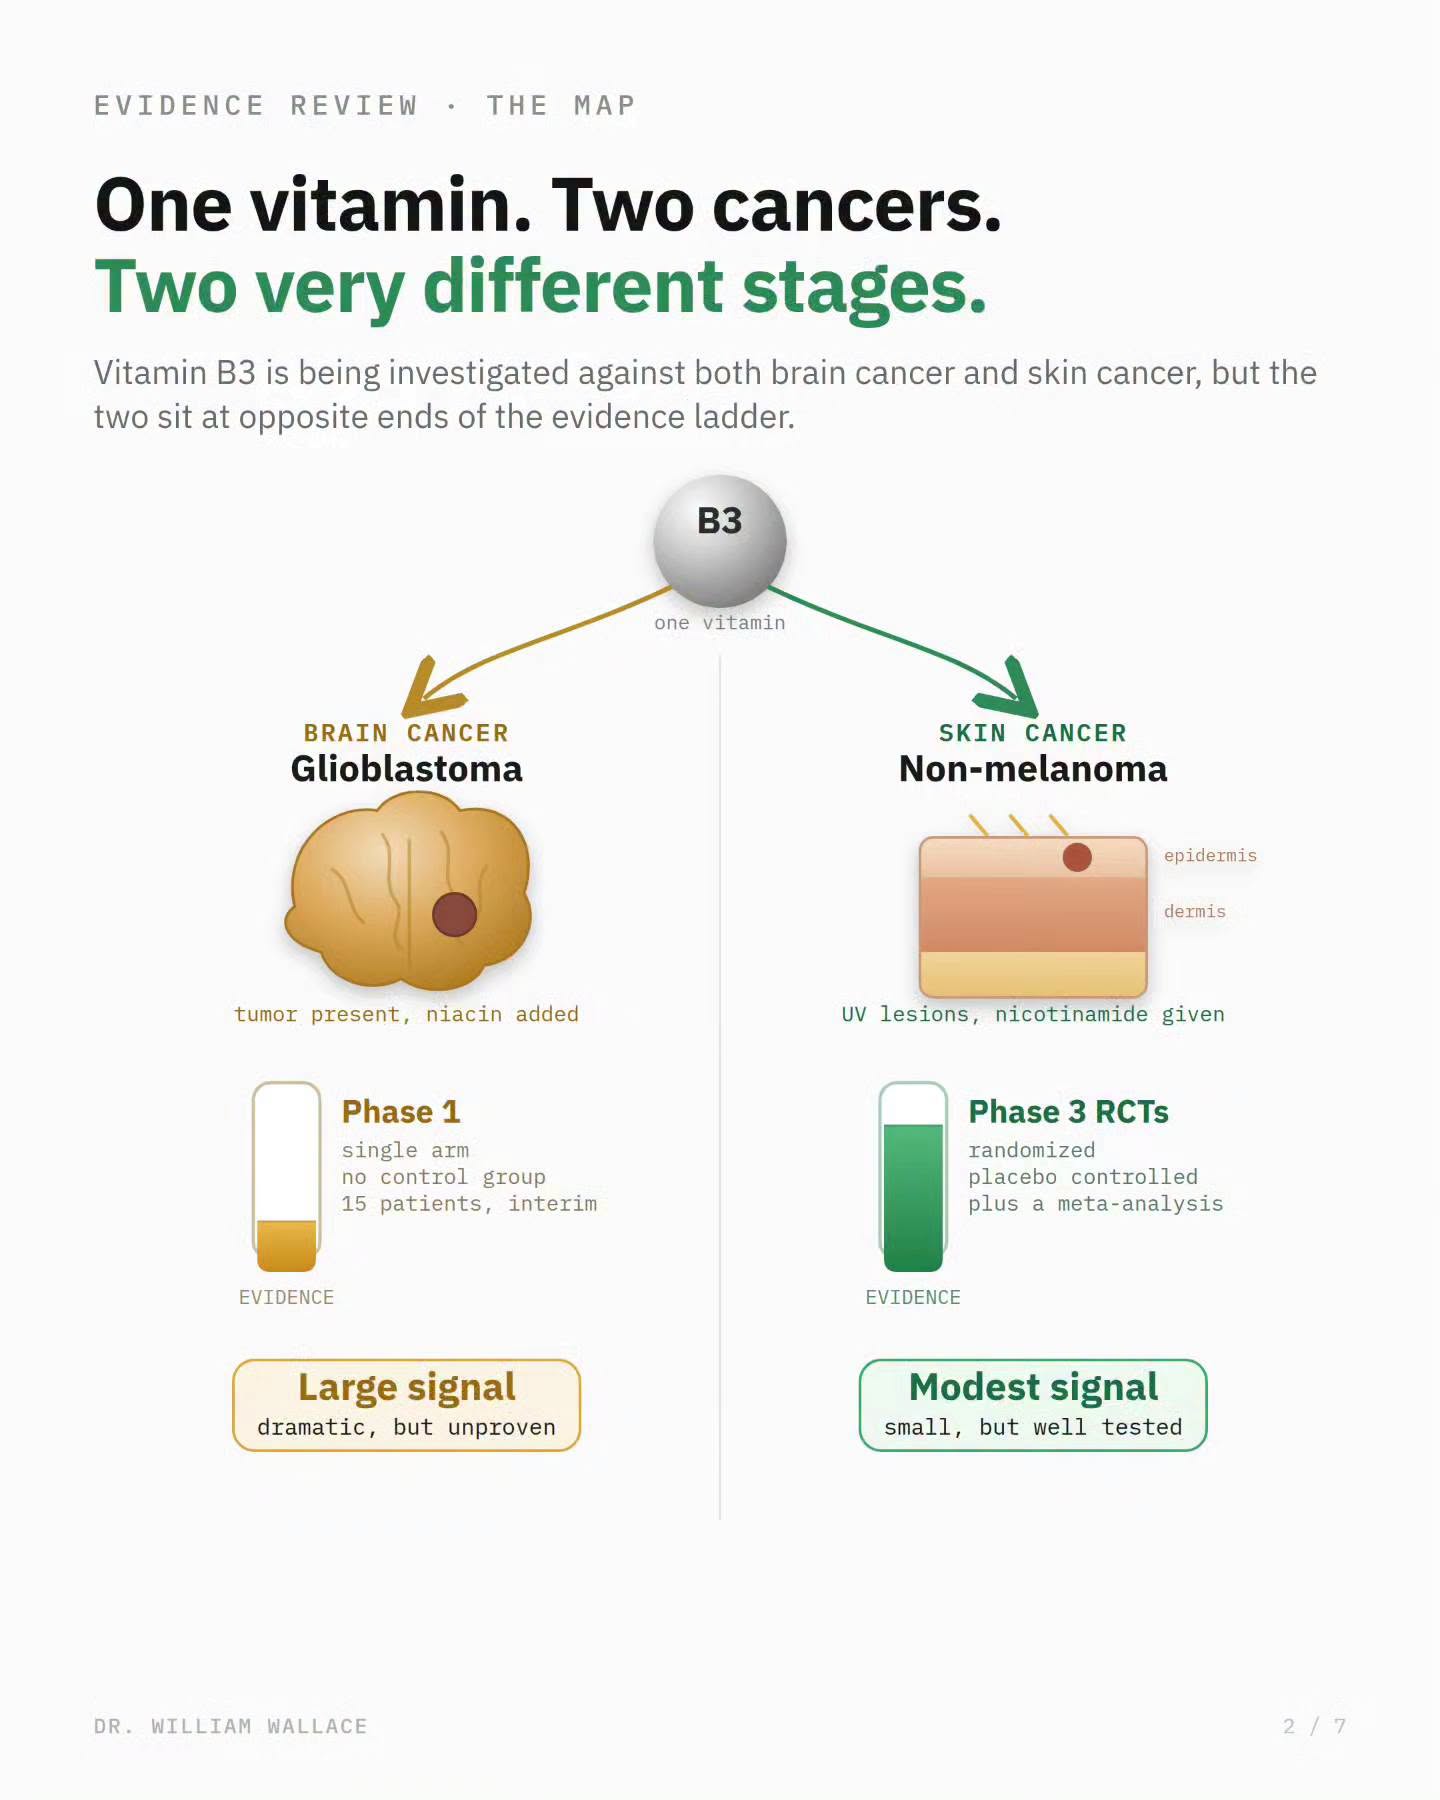 EVIDENCE REVIEW · THE MAP
One vitamin. Two cancers.
Two very different stages.
Vitamin B3 is being investigated against both brain cancer and skin cancer, but the
two sit at opposite ends of the evidence ladder.
B3
one vitamin
BRAIN CANCER
Glioblastoma
tumor present, niacin added
Phase 1
single arm
no control group
15 patients, interim
EVIDENCE
Large signal
dramatic, but unproven
SKIN CANCER
Non-melanoma
epidermis
dermis
UV lesions, nicotinamide given
Phase 3 RCTs
randomized
placebo controlled
plus a meta-analysis
EVIDENCE
Modest signal
small, but well tested
DR. WILLIAM WALLACE
2 / 7